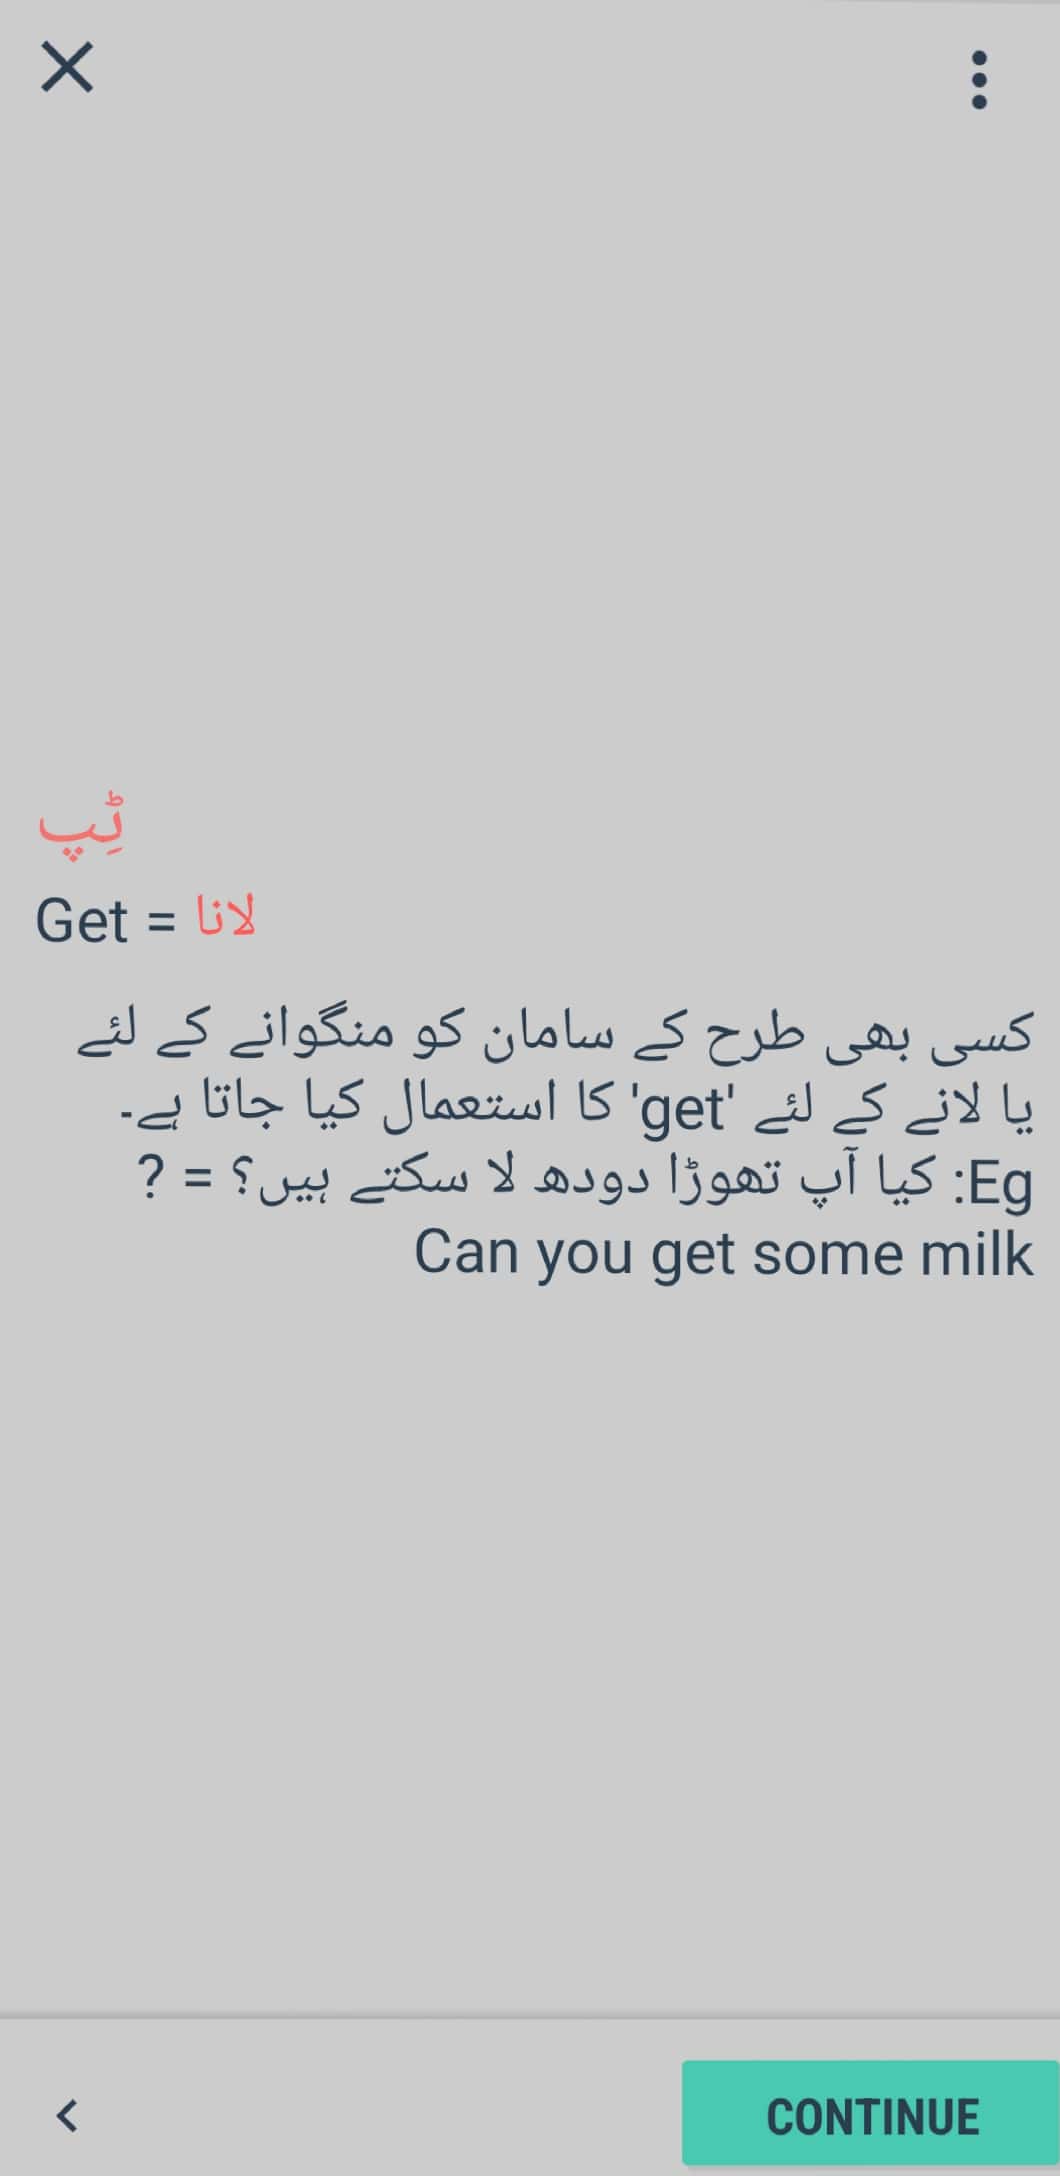 ٹِپ
Get = لانا
کسی بھی طرح کے سامان کو منگوانے کے لئے
یا لانے کے لئے 'get' کا استعمال کیا جاتا ہے۔
Eg: کیا آپ تھوڑا دودھ لا سکتے ہیں؟ = ?
Can you get some milk
CONTINUE